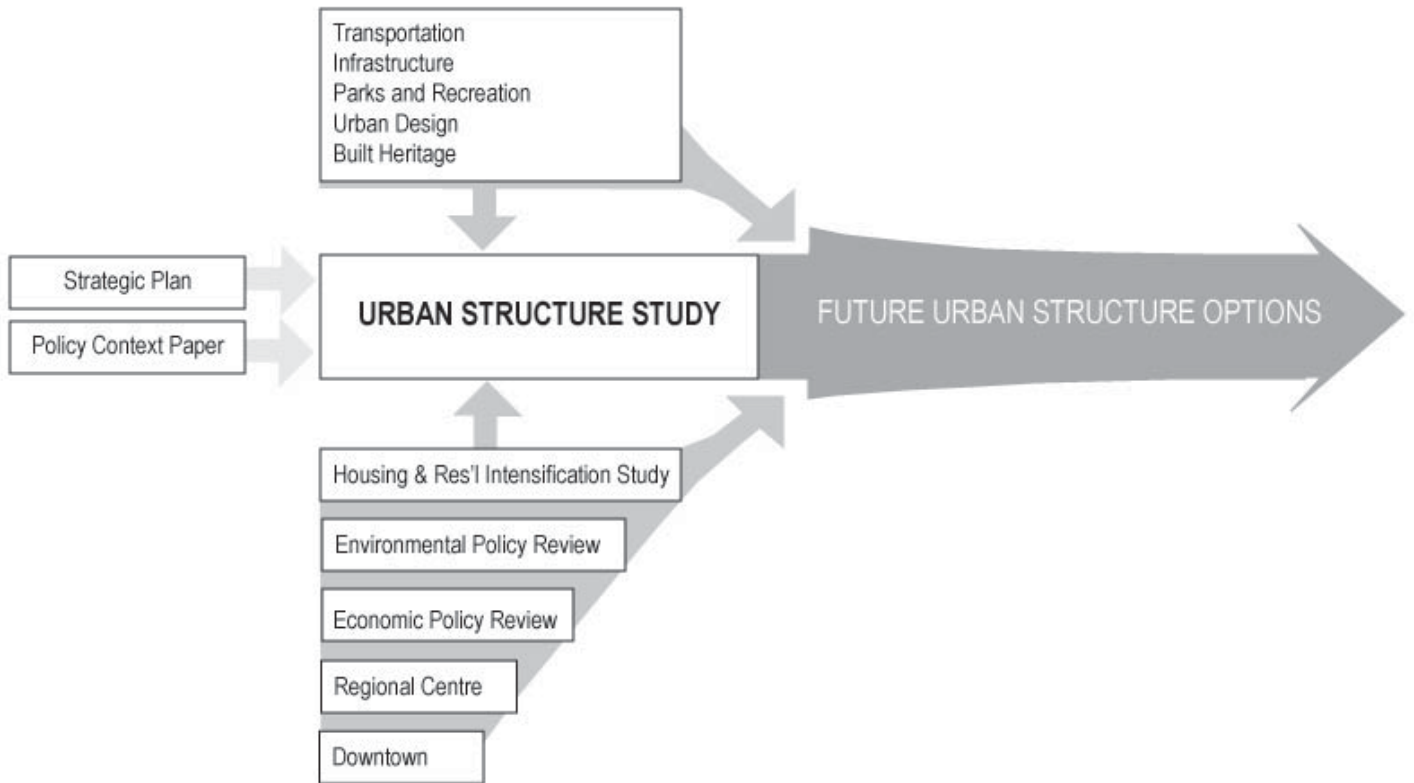 Transportation
Infrastructure
Parks and Recreation
Urban Design
Built Heritage
Strategic Plan
Policy Context Paper
URBAN STRUCTURE STUDY
FUTURE URBAN STRUCTURE OPTIONS
Housing & Res'l Intensification Study
Environmental Policy Review
Economic Policy Review
Regional Centre
Downtown